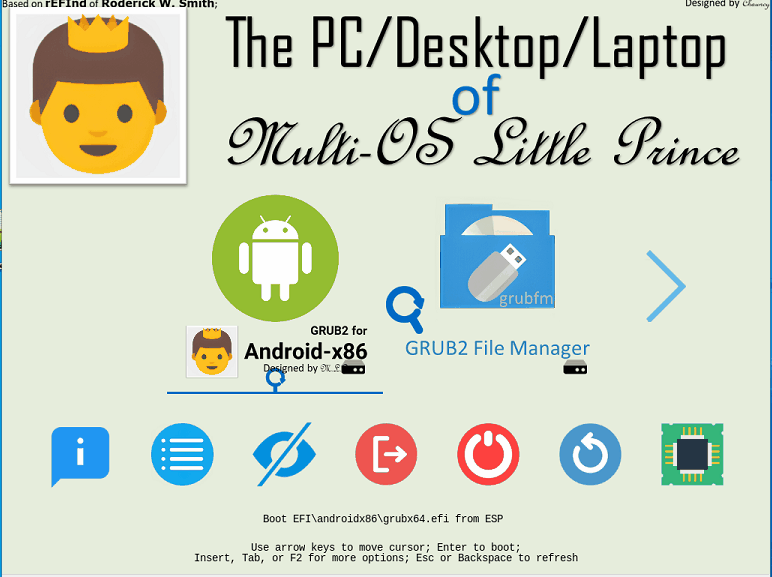 Based on rEFInd of Roderick W. Smith;
Designed by Chauncy
The PC/Desktop/Laptop
of
Multi-OS Little Prince
grubfm
GRUB2 for
Android-x86
Designed by
GRUB2 File Manager
Boot EFI\androidx86\grubx64.efi from ESP
Use arrow keys to move cursor; Enter to boot;
Insert, Tab, or F2 for more options; Esc or Backspace to refresh